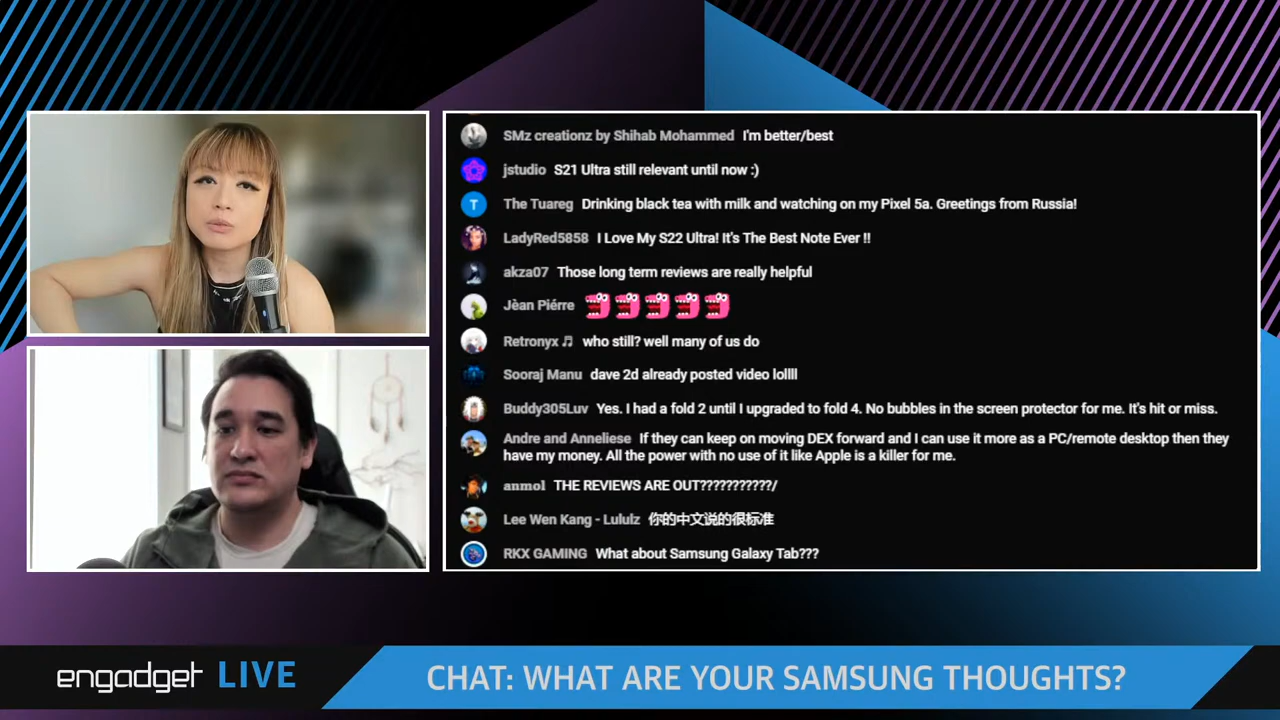 SMz creationz by Shihab Mohammed I'm better/best
jstudio S21 Ultra still relevant until now :)
T The Tuareg Drinking black tea with milk and watching on my Pixel 5a. Greetings from Russia!
LadyRed5858 I Love My S22 Ultra! It's The Best Note Ever !!
akza07 Those long term reviews are really helpful
Jèan Piérre
Retronyx ♬ who still? well many of us do
Sooraj Manu dave 2d already posted video lollll
Buddy305Luv Yes. I had a fold 2 until I upgraded to fold 4. No bubbles in the screen protector for me. It's hit or miss.
Andre and Anneliese If they can keep on moving DEX forward and I can use it more as a PC/remote desktop then they
have my money. All the power with no use of it like Apple is a killer for me.
anmol THE REVIEWS ARE OUT???????????/
Lee Wen Kang - Lululz 你的中文说的很标准
RKX GAMING What about Samsung Galaxy Tab???
engadget LIVE
CHAT: WHAT ARE YOUR SAMSUNG THOUGHTS?